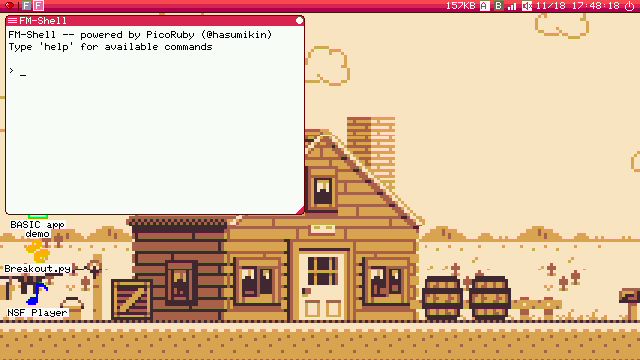 F F 157KB A B 11/18 17:48:18
FM-Shell
FM-Shell -- powered by PicoRuby (@hasumikin)
Type 'help' for available commands
> _
BASIC app
demo
Breakout.py
NSF Player